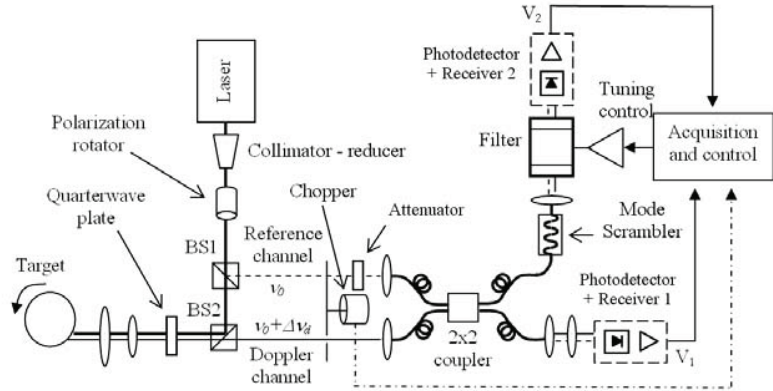 V2
Photodetector
+ Receiver 2
Laser
Tuning
control
Polarization
rotator
Filter
Acquisition
and control
Collimator - reducer
Quarterwave
plate
Chopper
Attenuator
Mode
Scrambler
BS1
Reference
channel
Target
ν0
Photodetector
+ Receiver 1
BS2
ν0+Δνd
Doppler
channel
2x2
coupler
V1